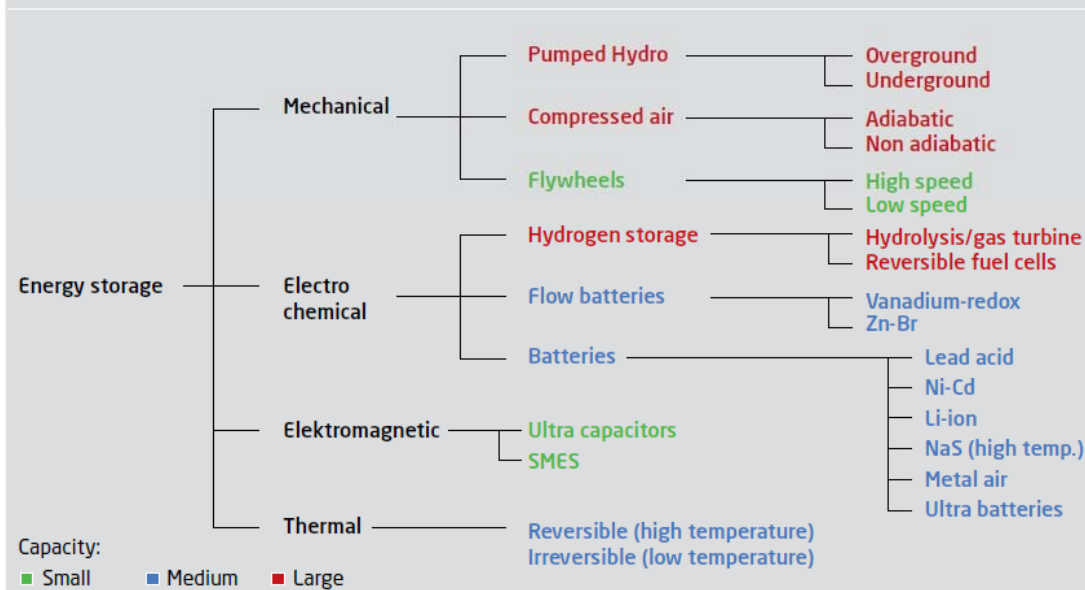 Pumped Hydro
Overground
Underground
Mechanical
Compressed air
Adiabatic
Non adiabatic
Flywheels
High speed
Low speed
Hydrogen storage
Hydrolysis/gas turbine
Reversible fuel cells
Energy storage
Electro
chemical
Flow batteries
Vanadium-redox
Zn-Br
Batteries
Lead acid
Ni-Cd
Li-ion
NaS (high temp.)
Metal air
Ultra batteries
Elektromagnetic
Ultra capacitors
SMES
Thermal
Reversible (high temperature)
Irreversible (low temperature)
Capacity:
Small
Medium
Large